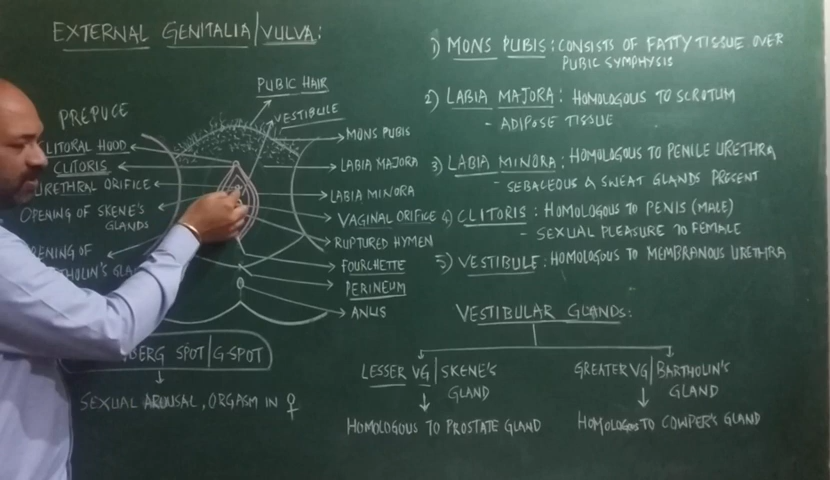 EXTERNAL GENITALIA/VULVA:
PUBIC HAIR
VESTIBULE
PREPUCE
CLITORAL HOOD
CLITORIS
URETHRAL ORIFICE
OPENING OF SKENE'S
GLANDS
OF
MONS PUBIS
LABIA MAJORA
LABIA MINORA
VAGINAL ORIFICE
RUPTURED HYMEN
FOURCHETTE
PERINEUM
ANUS
SPOT/G-SPOT
SEXUAL AROUSAL, ORGASM IN ♀
1) MONS PUBIS: CONSISTS OF FATTY TISSUE OVER
PUBIC SYMPHYSIS
2) LABIA MAJORA: HOMOLOGOUS TO SCROTUM
- ADIPOSE TISSUE
3) LABIA MINORA: HOMOLOGOUS TO PENILE URETHRA
- SEBACEOUS & SWEAT GLANDS PRESENT
4) CLITORIS: HOMOLOGOUS TO PENIS (MALE)
- SEXUAL PLEASURE TO FEMALE
5) VESTIBULE: HOMOLOGOUS TO MEMBRANOUS URETHRA
VESTIBULAR GLANDS:
LESSER VG/SKENE'S
GLAND
HOMOLOGOUS TO PROSTATE GLAND
GREATER VG/BARTHOLIN'S
GLAND
HOMOLOGOUS TO COWPER'S GLAND